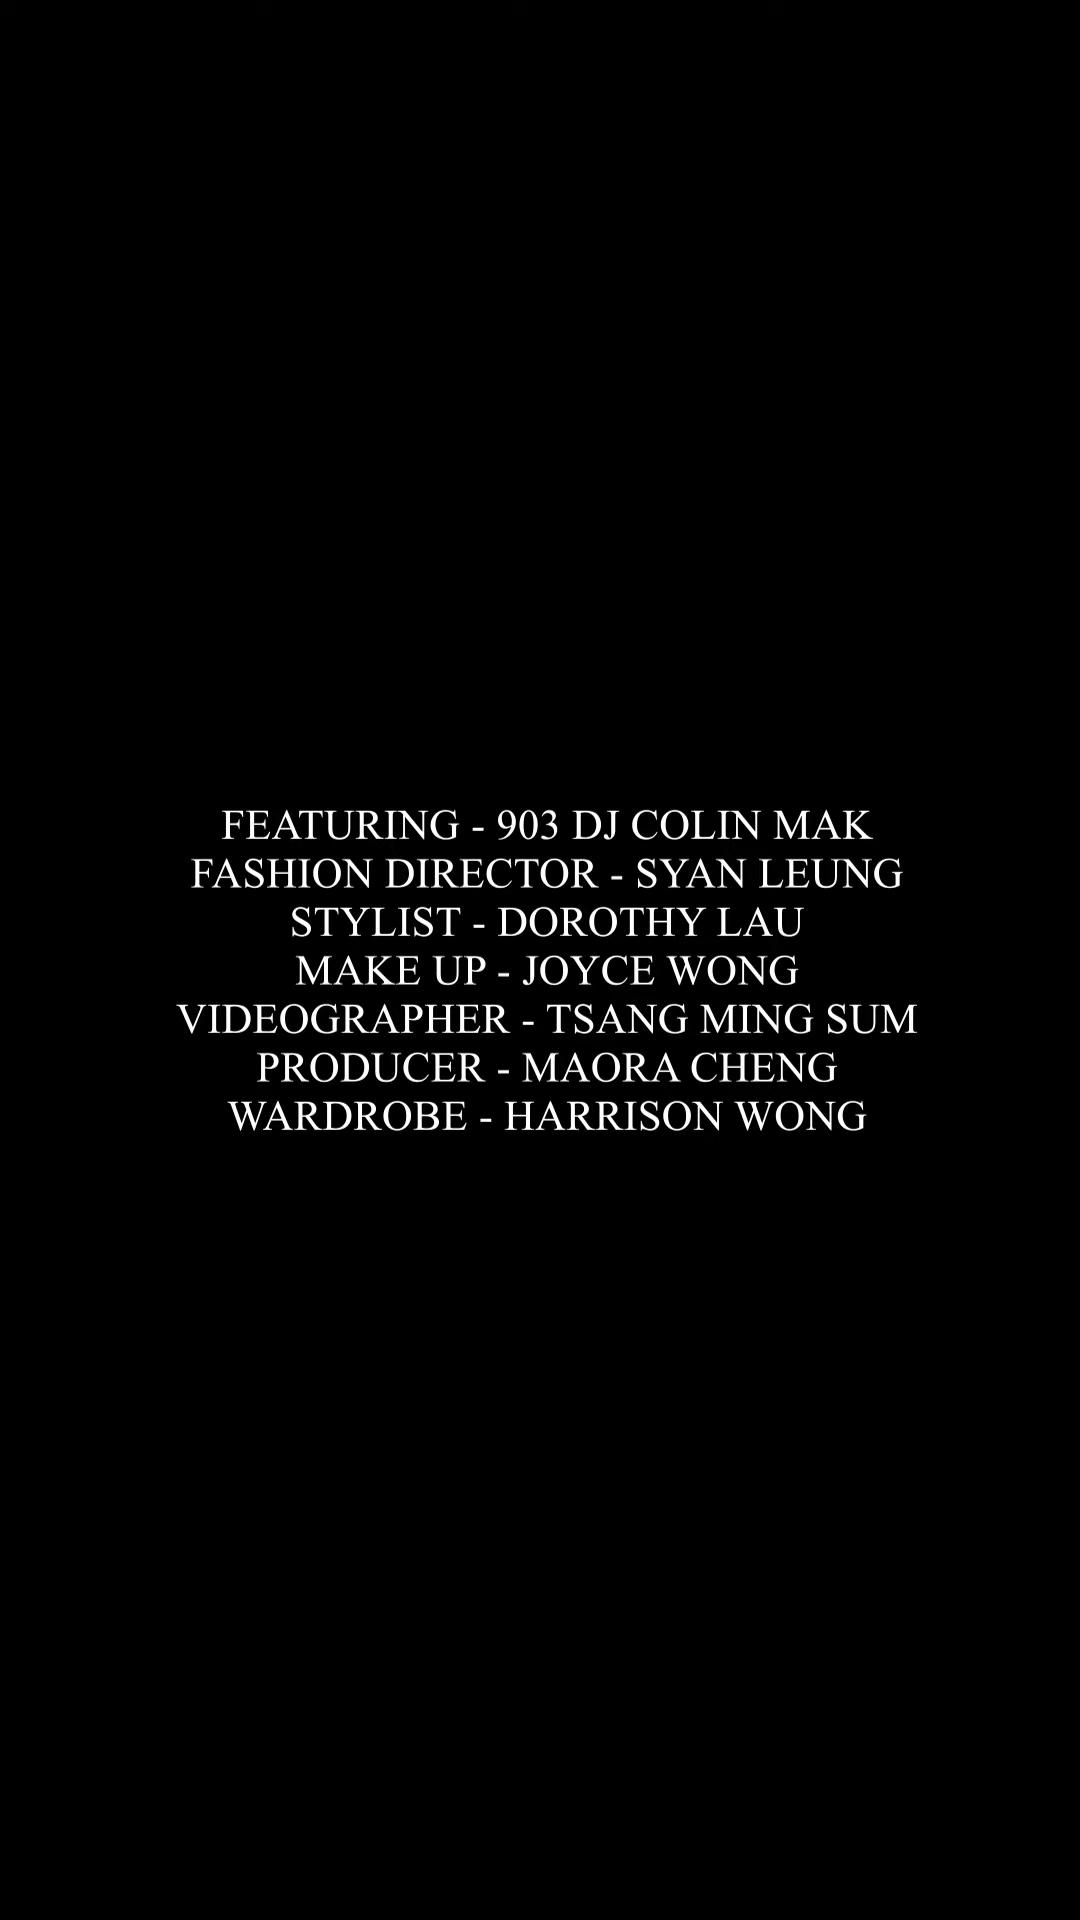 FEATURING - 903 DJ COLIN MAK
FASHION DIRECTOR - SYAN LEUNG
STYLIST - DOROTHY LAU
MAKE UP - JOYCE WONG
VIDEOGRAPHER - TSANG MING SUM
PRODUCER - MAORA CHENG
WARDROBE - HARRISON WONG